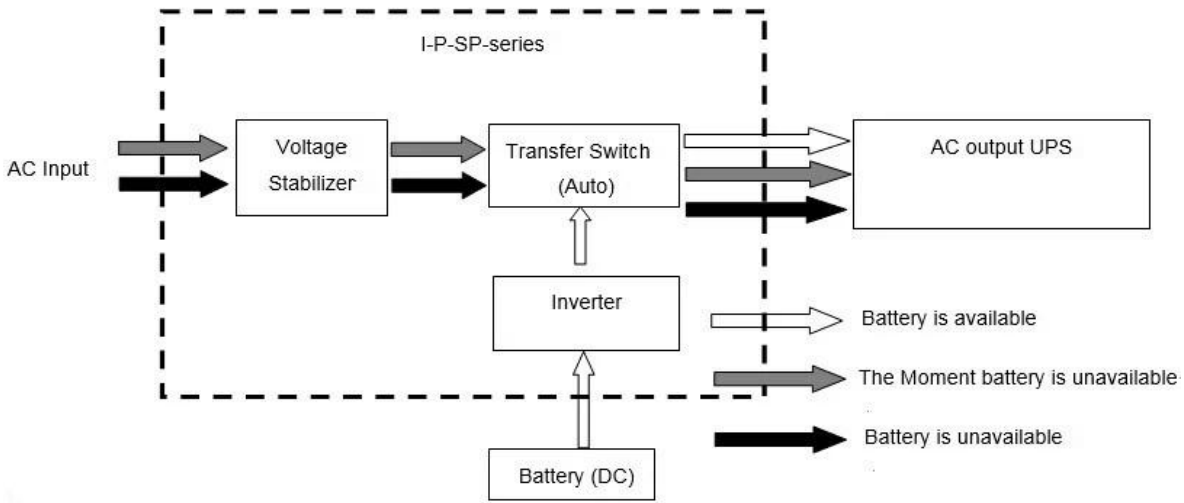 I-P-SP-series
AC Input
Voltage
Stabilizer
Transfer Switch
(Auto)
AC output UPS
Inverter
Battery (DC)
Battery is available
The Moment battery is unavailable
Battery is unavailable